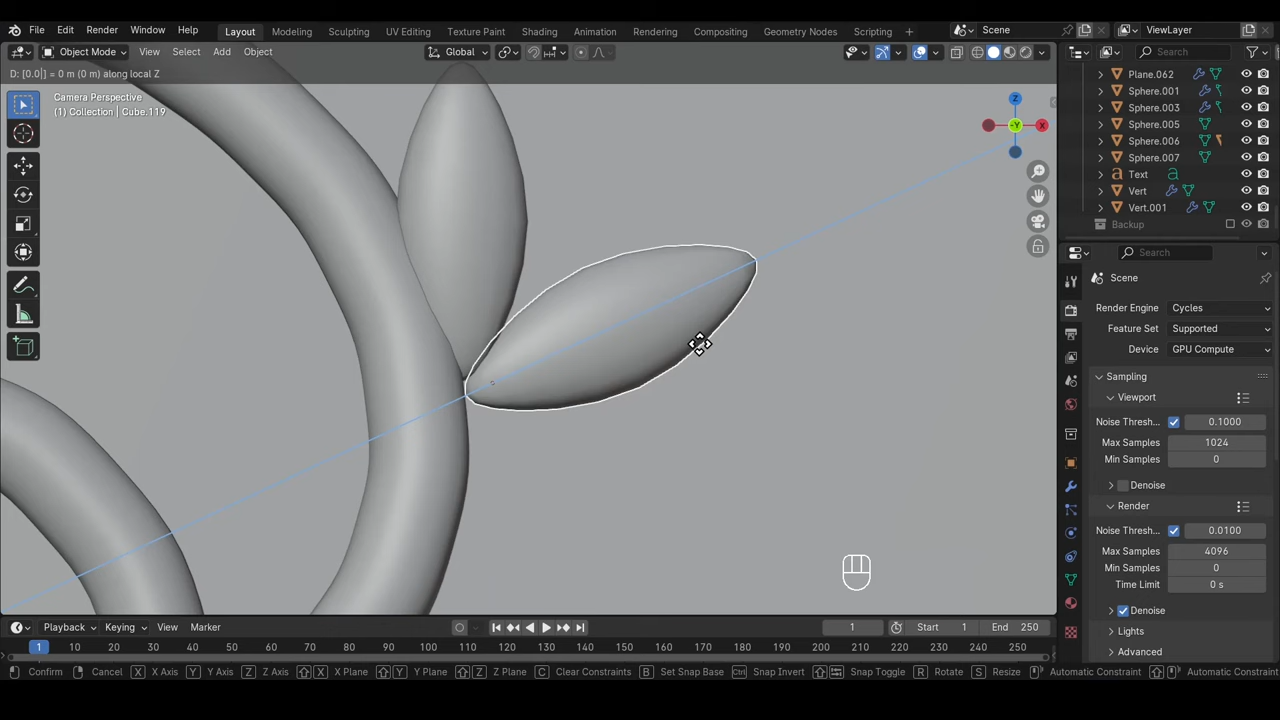 File Edit Render Window Help Layout Modeling Sculpting UV Editing Texture Paint Shading Animation Rendering Compositing Geometry Nodes Scripting Scene ViewLayer
Object Mode View Select Add Object Global Search
D: [0.0|] = 0 m (0 m) along local Z
Camera Perspective
(1) Collection | Cube.119
Z
-Y
X
Plane.062
Sphere.001
Sphere.003
Sphere.005
Sphere.006
Sphere.007
Text
Vert
Vert.001
Backup
Search
Scene
Render Engine Cycles
Feature Set Supported
Device GPU Compute
Sampling
Viewport
Noise Thresh... 0.1000
Max Samples 1024
Min Samples 0
Denoise
Render
Noise Thresh... 0.0100
Max Samples 4096
Min Samples 0
Time Limit 0 s
Denoise
Lights
Advanced
Playback Keying View Marker 1 Start 1 End 250
1 10 20 30 40 50 60 70 80 90 100 110 120 130 140 150 160 170 180 190 200 210 220 230 240 250
Confirm Cancel X X Axis Y Y Axis Z Z Axis X X Plane Y Y Plane Z Z Plane C Clear Constraints B Set Snap Base Ctrl Snap Invert Snap Toggle R Rotate S Resize Automatic Constraint Automatic Constraint